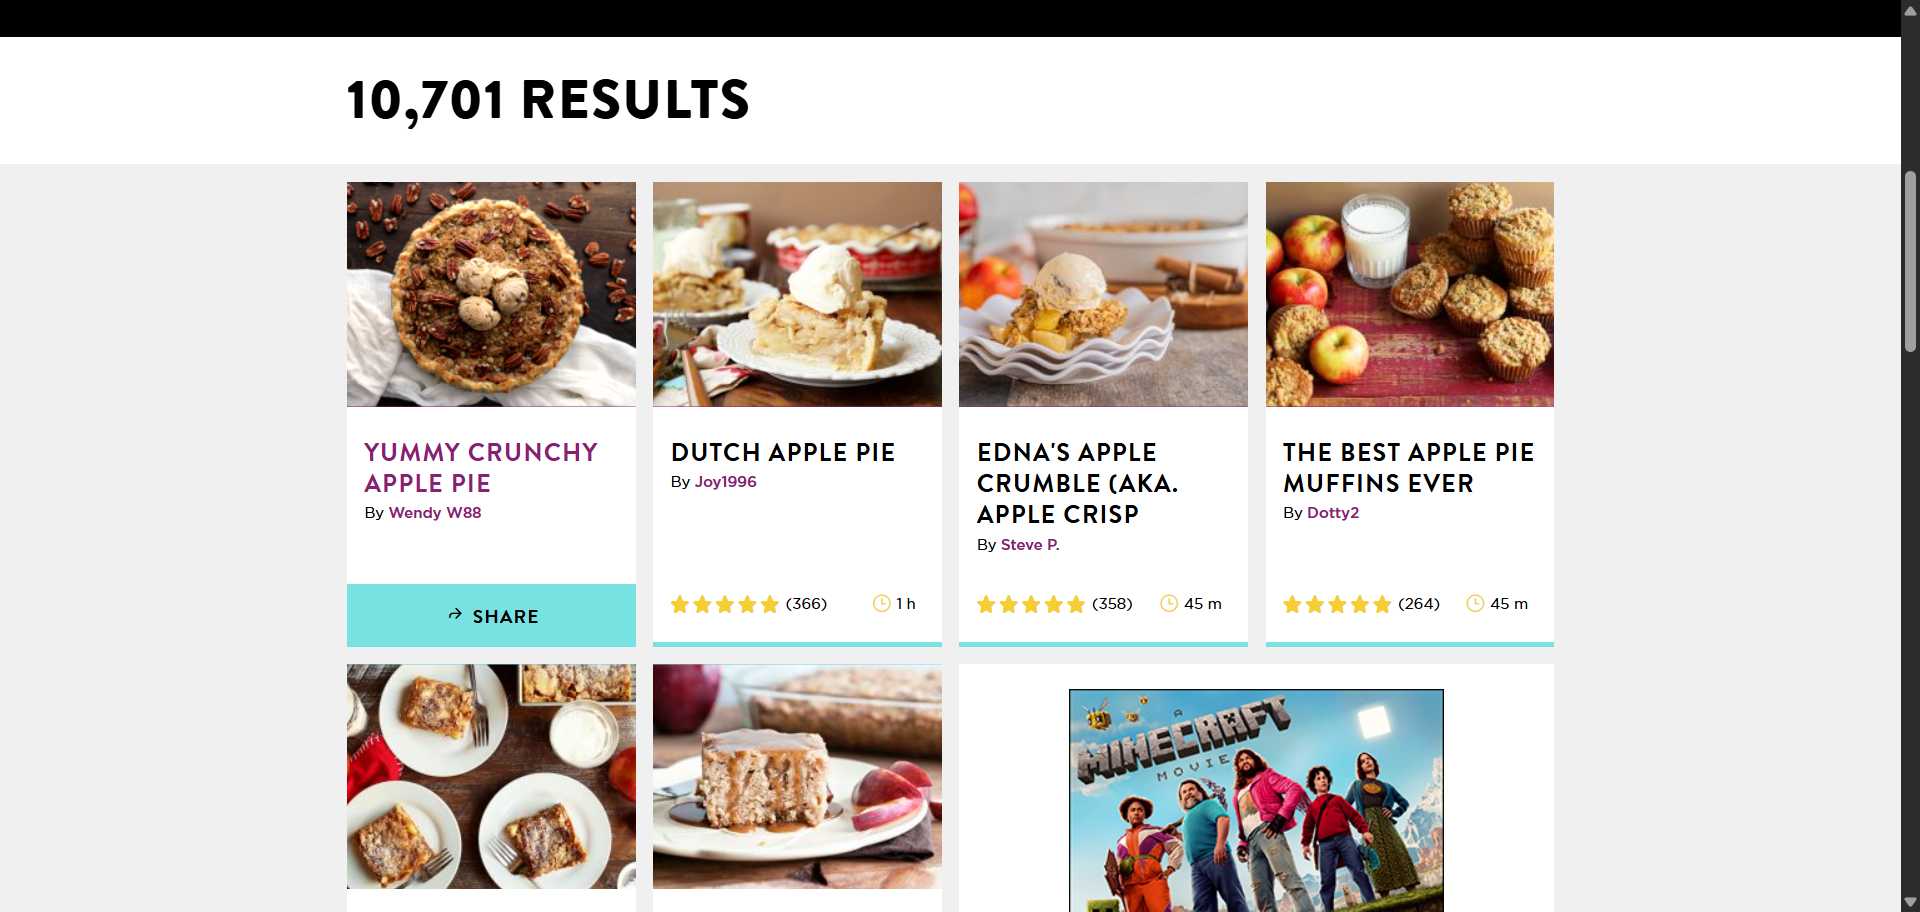 10,701 RESULTS
YUMMY CRUNCHY
APPLE PIE
By Wendy W88
SHARE
DUTCH APPLE PIE
By Joy1996
(366)
1 h
EDNA'S APPLE
CRUMBLE (AKA.
APPLE CRISP
By Steve P.
(358)
45 m
THE BEST APPLE PIE
MUFFINS EVER
By Dotty2
(264)
45 m
A
MINECRAFT
MOVIE